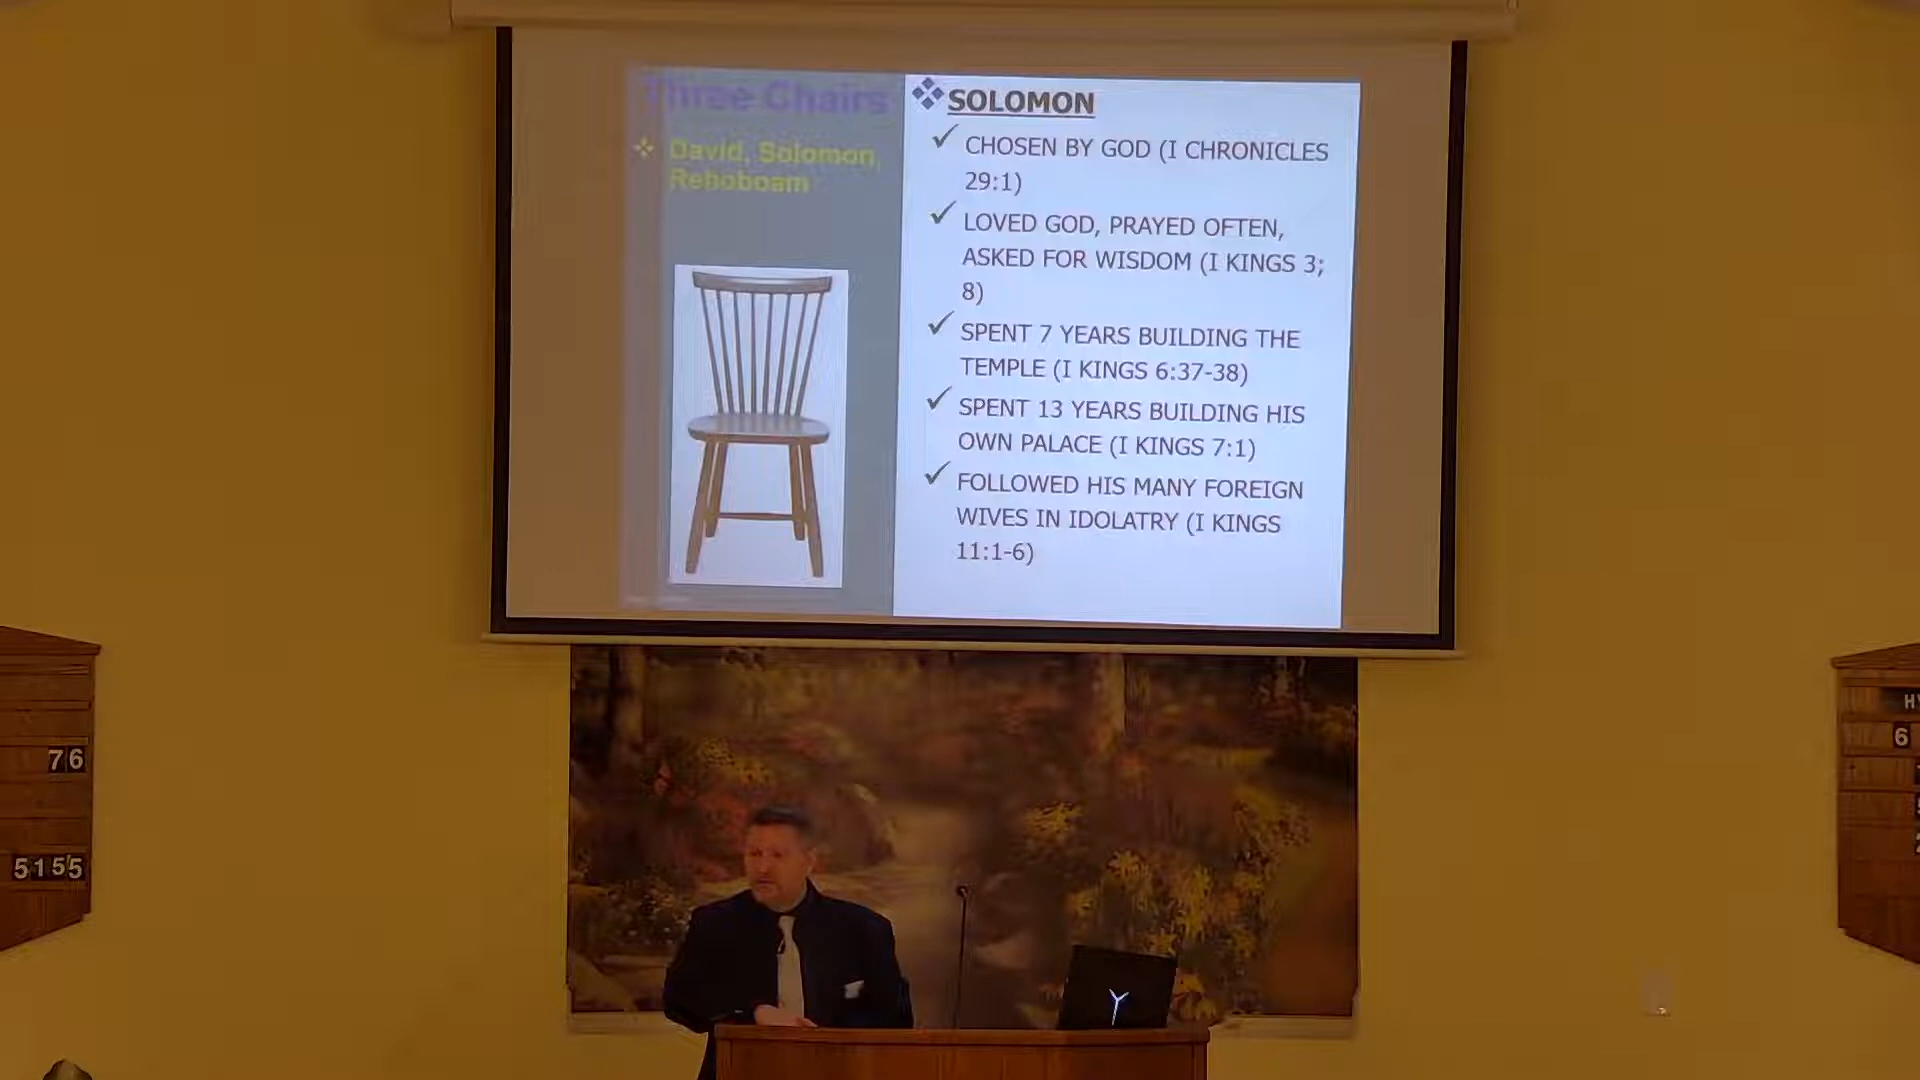 Three Chairs
David, Solomon,
Rehoboam
SOLOMON
CHOSEN BY GOD (I CHRONICLES
29:1)
LOVED GOD, PRAYED OFTEN,
ASKED FOR WISDOM (I KINGS 3;
8)
SPENT 7 YEARS BUILDING THE
TEMPLE (I KINGS 6:37-38)
SPENT 13 YEARS BUILDING HIS
OWN PALACE (I KINGS 7:1)
FOLLOWED HIS MANY FOREIGN
WIVES IN IDOLATRY (I KINGS
11:1-6)
76
5155
6